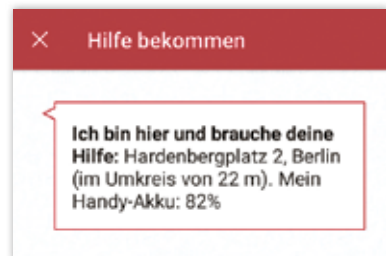 Hilfe bekommen
Ich bin hier und brauche deine
Hilfe: Hardenbergplatz 2, Berlin
(im Umkreis von 22 m). Mein
Handy-Akku: 82%